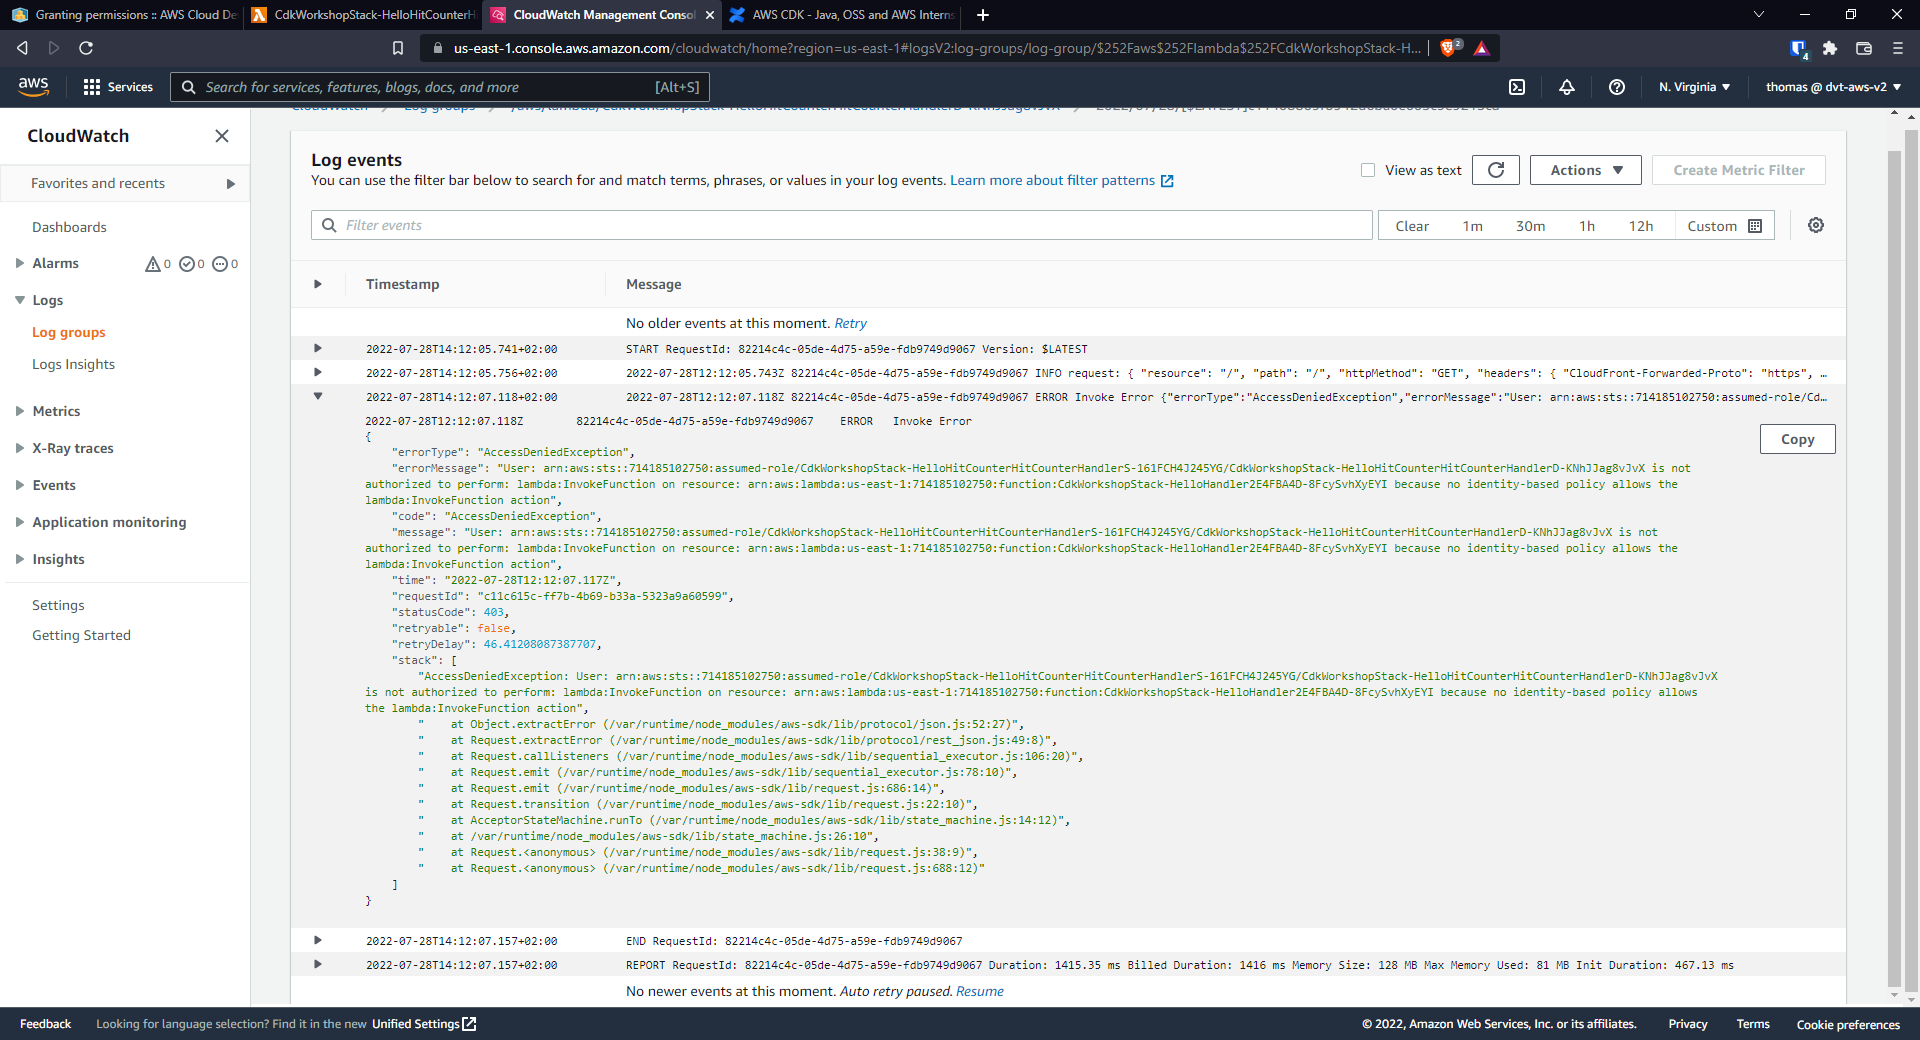 Granting permissions :: AWS Cloud De
CdkWorkshopStack-HelloHitCounterH
CloudWatch Management Conso
AWS CDK - Java, OSS and AWS Interns
us-east-1.console.aws.amazon.com/cloudwatch/home?region=us-east-1#logsV2:log-groups/log-group/$252Faws$252Flambda$252FCdkWorkshopStack-H...
2
4
aws
Services
Search for services, features, blogs, docs, and more
[Alt+S]
N. Virginia
thomas @ dvt-aws-v2
CloudWatch
Log groups
CloudWatch
Favorites and recents
Dashboards
Alarms
0
0
0
Logs
Log groups
Logs Insights
Metrics
X-Ray traces
Events
Application monitoring
Insights
Settings
Getting Started
Log events
You can use the filter bar below to search for and match terms, phrases, or values in your log events. Learn more about filter patterns
View as text
Actions
Create Metric Filter
Filter events
Clear
1m
30m
1h
12h
Custom
Timestamp
Message
No older events at this moment. Retry
2022-07-28T14:12:05.741+02:00 START RequestId: 82214c4c-05de-4d75-a59e-fdb9749d9067 Version: $LATEST
2022-07-28T14:12:05.756+02:00 2022-07-28T12:12:05.743Z 82214c4c-05de-4d75-a59e-fdb9749d9067 INFO request: { "resource": "/", "path": "/", "httpMethod": "GET", "headers": { "CloudFront-Forwarded-Proto": "https", …
2022-07-28T14:12:07.118+02:00 2022-07-28T12:12:07.118Z 82214c4c-05de-4d75-a59e-fdb9749d9067 ERROR Invoke Error {"errorType":"AccessDeniedException","errorMessage":"User: arn:aws:sts::714185102750:assumed-role/Cd…
2022-07-28T12:12:07.118Z 82214c4c-05de-4d75-a59e-fdb9749d9067 ERROR Invoke Error
Copy
{
"errorType": "AccessDeniedException",
"errorMessage": "User: arn:aws:sts::714185102750:assumed-role/CdkWorkshopStack-HelloHitCounterHitCounterHandlerS-161FCH4J245YG/CdkWorkshopStack-HelloHitCounterHitCounterHandlerD-KNhJJag8vJvX is not
authorized to perform: lambda:InvokeFunction on resource: arn:aws:lambda:us-east-1:714185102750:function:CdkWorkshopStack-HelloHandler2E4FBA4D-8FcySvhXyEYI because no identity-based policy allows the
lambda:InvokeFunction action",
"code": "AccessDeniedException",
"message": "User: arn:aws:sts::714185102750:assumed-role/CdkWorkshopStack-HelloHitCounterHitCounterHandlerS-161FCH4J245YG/CdkWorkshopStack-HelloHitCounterHitCounterHandlerD-KNhJJag8vJvX is not
authorized to perform: lambda:InvokeFunction on resource: arn:aws:lambda:us-east-1:714185102750:function:CdkWorkshopStack-HelloHandler2E4FBA4D-8FcySvhXyEYI because no identity-based policy allows the
lambda:InvokeFunction action",
"time": "2022-07-28T12:12:07.117Z",
"requestId": "c11c615c-ff7b-4b69-b33a-5323a9a60599",
"statusCode": 403,
"retryable": false,
"retryDelay": 46.41208087387707,
"stack": [
"AccessDeniedException: User: arn:aws:sts::714185102750:assumed-role/CdkWorkshopStack-HelloHitCounterHitCounterHandlerS-161FCH4J245YG/CdkWorkshopStack-HelloHitCounterHitCounterHandlerD-KNhJJag8vJvX
is not authorized to perform: lambda:InvokeFunction on resource: arn:aws:lambda:us-east-1:714185102750:function:CdkWorkshopStack-HelloHandler2E4FBA4D-8FcySvhXyEYI because no identity-based policy allows
the lambda:InvokeFunction action",
" at Object.extractError (/var/runtime/node_modules/aws-sdk/lib/protocol/json.js:52:27)",
" at Request.extractError (/var/runtime/node_modules/aws-sdk/lib/protocol/rest_json.js:49:8)",
" at Request.callListeners (/var/runtime/node_modules/aws-sdk/lib/sequential_executor.js:106:20)",
" at Request.emit (/var/runtime/node_modules/aws-sdk/lib/sequential_executor.js:78:10)",
" at Request.emit (/var/runtime/node_modules/aws-sdk/lib/request.js:686:14)",
" at Request.transition (/var/runtime/node_modules/aws-sdk/lib/request.js:22:10)",
" at AcceptorStateMachine.runTo (/var/runtime/node_modules/aws-sdk/lib/state_machine.js:14:12)",
" at /var/runtime/node_modules/aws-sdk/lib/state_machine.js:26:10",
" at Request.<anonymous> (/var/runtime/node_modules/aws-sdk/lib/request.js:38:9)",
" at Request.<anonymous> (/var/runtime/node_modules/aws-sdk/lib/request.js:688:12)"
]
}
2022-07-28T14:12:07.157+02:00 END RequestId: 82214c4c-05de-4d75-a59e-fdb9749d9067
2022-07-28T14:12:07.157+02:00 REPORT RequestId: 82214c4c-05de-4d75-a59e-fdb9749d9067 Duration: 1415.35 ms Billed Duration: 1416 ms Memory Size: 128 MB Max Memory Used: 81 MB Init Duration: 467.13 ms
No newer events at this moment. Auto retry paused. Resume
Feedback
Looking for language selection? Find it in the new Unified Settings
© 2022, Amazon Web Services, Inc. or its affiliates.
Privacy
Terms
Cookie preferences